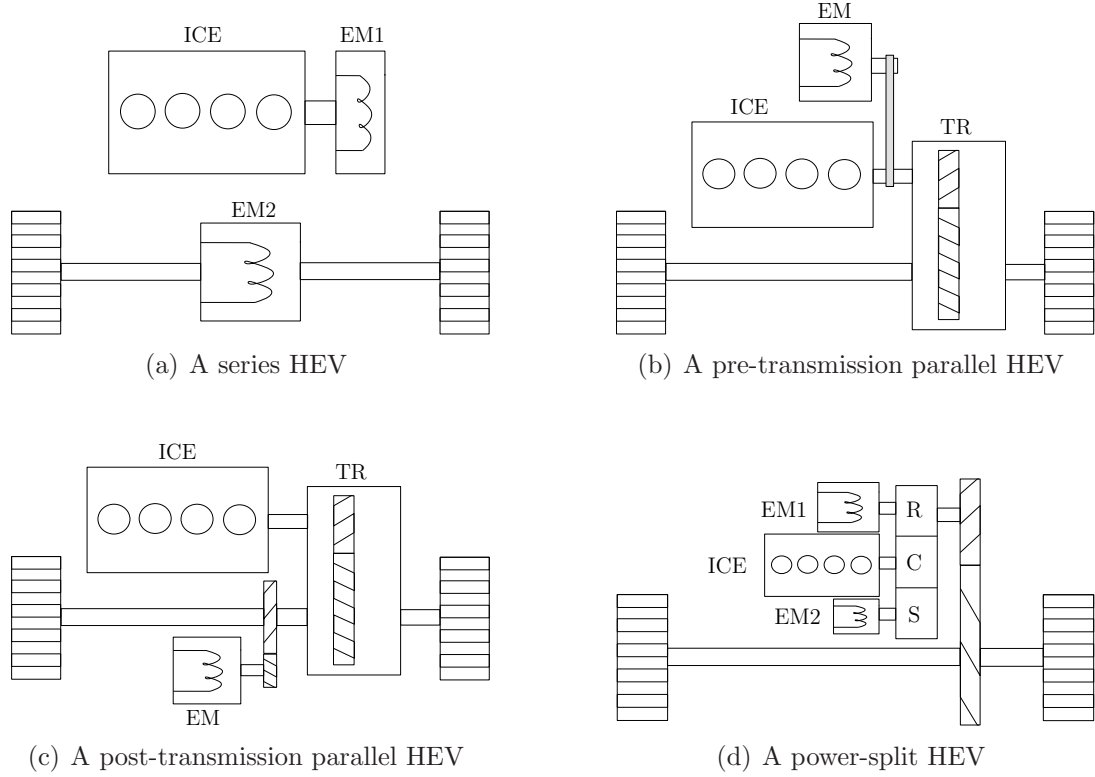 ICE
EM1
EM2
(a) A series HEV
EM
ICE
TR
(b) A pre-transmission parallel HEV
ICE
TR
EM
(c) A post-transmission parallel HEV
EM1
R
ICE
C
EM2
S
(d) A power-split HEV